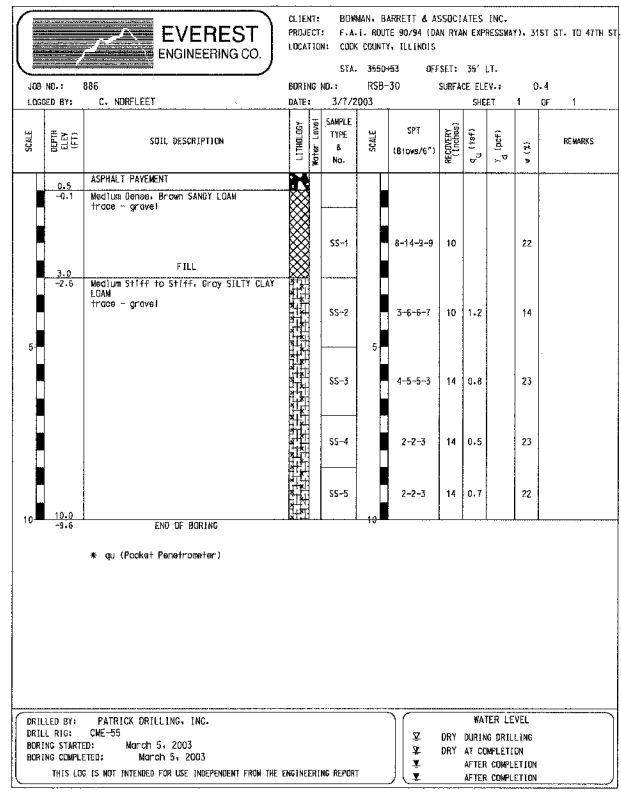 EVEREST
ENGINEERING CO.
CLIENT: BOWMAN, BARRETT & ASSOCIATES INC.
PROJECT: F.A.I. ROUTE 90/94 (DAN RYAN EXPRESSWAY), 31ST ST. TO 47TH ST.
LOCATION: COOK COUNTY, ILLINOIS
STA. 3550+53 OFFSET: 35' LT.
JOB NO.: 886 BORING NO.: RSB-30 SURFACE ELEV.: 0.4
LOGGED BY: C. NORFLEET DATE: 3/7/2003 SHEET 1 OF 1
SCALE DEPTH ELEV (FT) SOIL DESCRIPTION LITHOLOGY Water Level SAMPLE TYPE & No. SCALE SPT (Blows/6") RECOVERY (Inches) qu (tsf) γd (pcf) w (%) REMARKS
ASPHALT PAVEMENT
0.5
-0.1 Medium Dense, Brown SANDY LOAM
trace - gravel
SS-1 8-14-9-9 10 22
FILL
3.0
-2.6 Medium Stiff to Stiff, Gray SILTY CLAY
LOAM
trace - gravel
SS-2 3-6-6-7 10 1.2 14
5 5
SS-3 4-5-5-3 14 0.8 23
SS-4 2-2-3 14 0.5 23
SS-5 2-2-3 14 0.7 22
10 10.0 10
-9.6 END OF BORING
* qu (Pocket Penetrometer)
DRILLED BY: PATRICK DRILLING, INC.
DRILL RIG: CME-55
BORING STARTED: March 5, 2003
BORING COMPLETED: March 5, 2003
THIS LOG IS NOT INTENDED FOR USE INDEPENDENT FROM THE ENGINEERING REPORT
WATER LEVEL
DRY DURING DRILLING
DRY AT COMPLETION
AFTER COMPLETION
AFTER COMPLETION